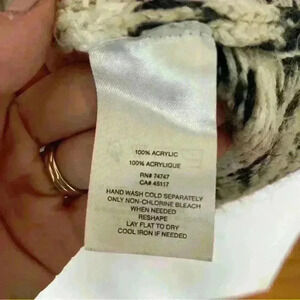 100% ACRYLIC
100% ACRYLIQUE
RN# 74747
CA# 45117
HAND WASH COLD SEPARATELY
ONLY NON-CHLORINE BLEACH
WHEN NEEDED
RESHAPE
LAY FLAT TO DRY
COOL IRON IF NEEDED